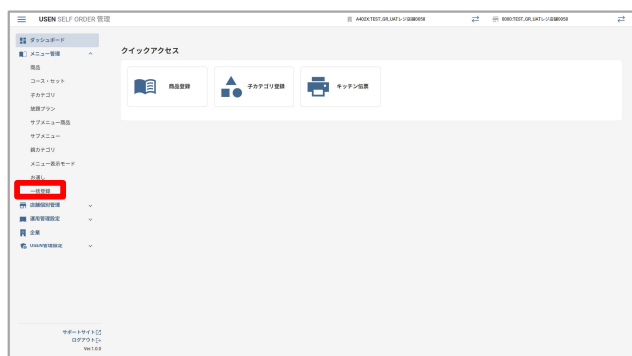 USEN SELF ORDER 管理
A402X:TEST_GR_UATレジ店舗0058
0000:TEST_GR_UATレジ店舗0058
ダッシュボード
メニュー管理
商品
コース・セット
子カテゴリ
放題プラン
サブメニュー商品
サブメニュー
親カテゴリ
メニュー表示モード
お通し
一括登録
店舗個別管理
運用管理設定
企業
USEN管理設定
クイックアクセス
商品登録
子カテゴリ登録
キッチン伝票
サポートサイト
ログアウト
Ver.1.0.0